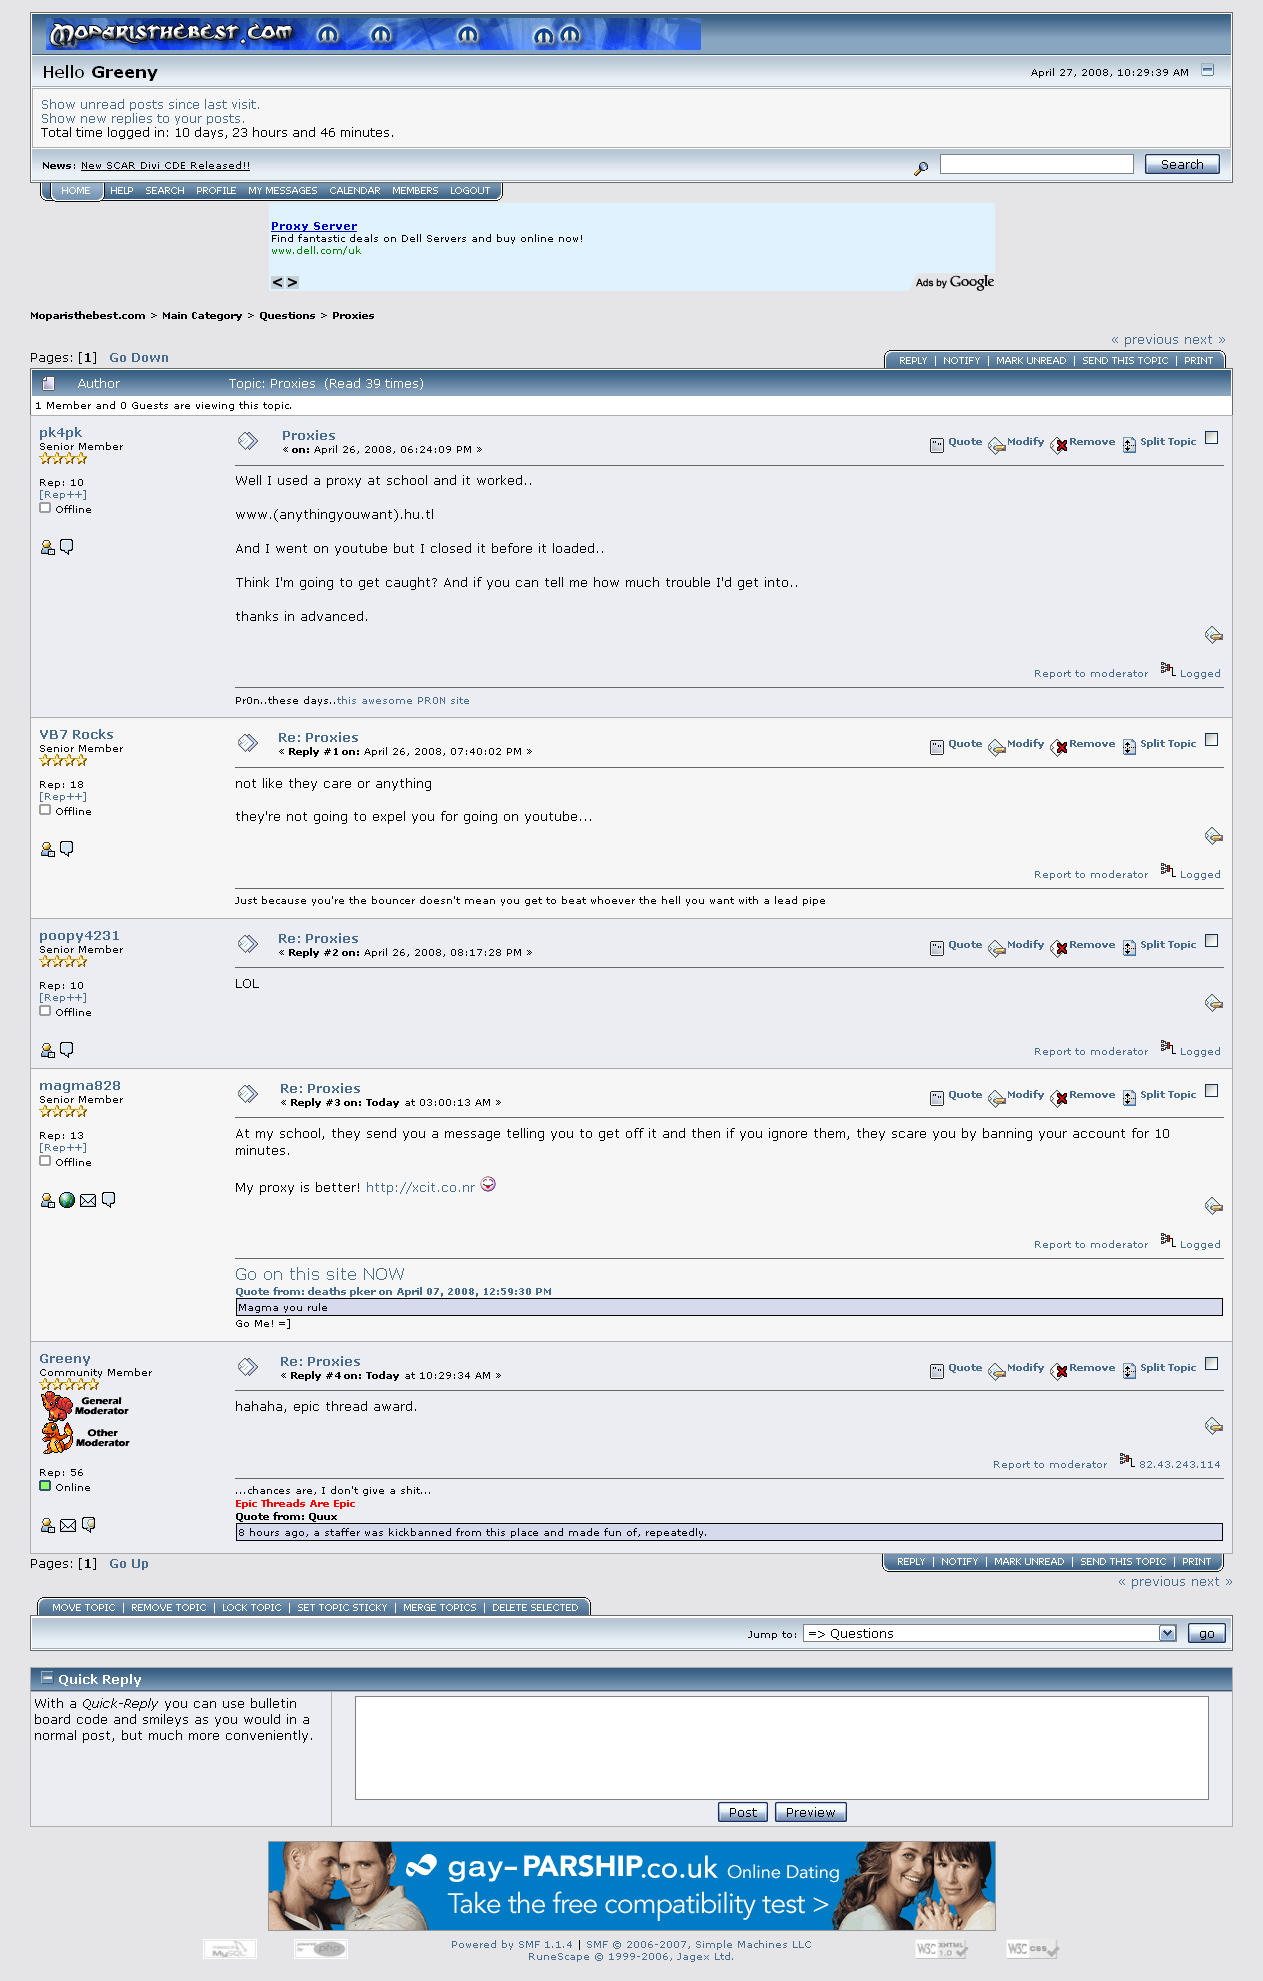 Moparisthebest.com
Hello Greeny
April 27, 2008, 10:29:39 AM
Show unread posts since last visit.
Show new replies to your posts.
Total time logged in: 10 days, 23 hours and 46 minutes.
News: New SCAR Divi CDE Released!!
Search
HOME HELP SEARCH PROFILE MY MESSAGES CALENDAR MEMBERS LOGOUT
Proxy Server
Find fantastic deals on Dell Servers and buy online now!
www.dell.com/uk
< >
Ads by Google
Moparisthebest.com > Main Category > Questions > Proxies
« previous next »
Pages: [1] Go Down
REPLY | NOTIFY | MARK UNREAD | SEND THIS TOPIC | PRINT
Author Topic: Proxies (Read 39 times)
1 Member and 0 Guests are viewing this topic.
pk4pk
Senior Member
Rep: 10
[Rep++]
Offline
Proxies
« on: April 26, 2008, 06:24:09 PM »
Quote Modify Remove Split Topic
Well I used a proxy at school and it worked..
www.(anythingyouwant).hu.tl
And I went on youtube but I closed it before it loaded..
Think I'm going to get caught? And if you can tell me how much trouble I'd get into..
thanks in advanced.
Report to moderator Logged
Pr0n..these days..this awesome PR0N site
VB7 Rocks
Senior Member
Rep: 18
[Rep++]
Offline
Re: Proxies
« Reply #1 on: April 26, 2008, 07:40:02 PM »
Quote Modify Remove Split Topic
not like they care or anything
they're not going to expel you for going on youtube...
Report to moderator Logged
Just because you're the bouncer doesn't mean you get to beat whoever the hell you want with a lead pipe
poopy4231
Senior Member
Rep: 10
[Rep++]
Offline
Re: Proxies
« Reply #2 on: April 26, 2008, 08:17:28 PM »
Quote Modify Remove Split Topic
LOL
Report to moderator Logged
magma828
Senior Member
Rep: 13
[Rep++]
Offline
Re: Proxies
« Reply #3 on: Today at 03:00:13 AM »
Quote Modify Remove Split Topic
At my school, they send you a message telling you to get off it and then if you ignore them, they scare you by banning your account for 10
minutes.
My proxy is better! http://xcit.co.nr
Report to moderator Logged
Go on this site NOW
Quote from: deaths pker on April 07, 2008, 12:59:30 PM
Magma you rule
Go Me! =]
Greeny
Community Member
General
Moderator
Other
Moderator
Rep: 56
Online
Re: Proxies
« Reply #4 on: Today at 10:29:34 AM »
Quote Modify Remove Split Topic
hahaha, epic thread award.
Report to moderator 82.43.243.114
...chances are, I don't give a shit...
Epic Threads Are Epic
Quote from: Quux
8 hours ago, a staffer was kickbanned from this place and made fun of, repeatedly.
Pages: [1] Go Up
REPLY | NOTIFY | MARK UNREAD | SEND THIS TOPIC | PRINT
« previous next »
MOVE TOPIC | REMOVE TOPIC | LOCK TOPIC | SET TOPIC STICKY | MERGE TOPICS | DELETE SELECTED
Jump to: => Questions go
Quick Reply
With a Quick-Reply you can use bulletin
board code and smileys as you would in a
normal post, but much more conveniently.
Post Preview
gay-PARSHIP.co.uk Online Dating
Take the free compatibility test >
MySQL
php
Powered by SMF 1.1.4 | SMF © 2006-2007, Simple Machines LLC
RuneScape © 1999-2006, Jagex Ltd.
W3C XHTML 1.0
W3C css